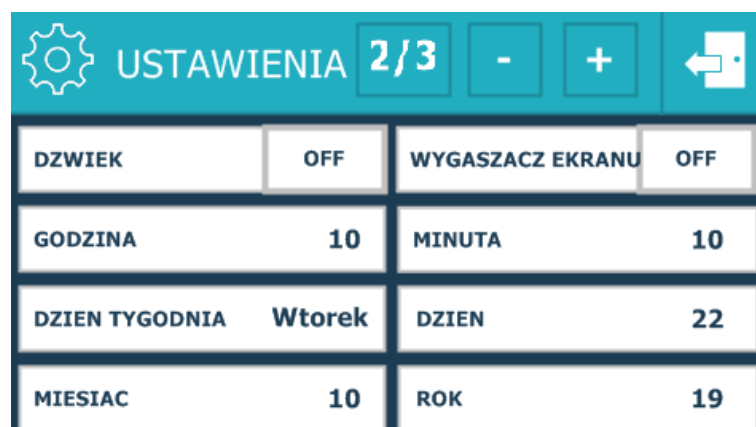 USTAWIENIA 2/3 - +
DZWIEK OFF WYGASZACZ EKRANU OFF
GODZINA 10 MINUTA 10
DZIEN TYGODNIA Wtorek DZIEN 22
MIESIAC 10 ROK 19